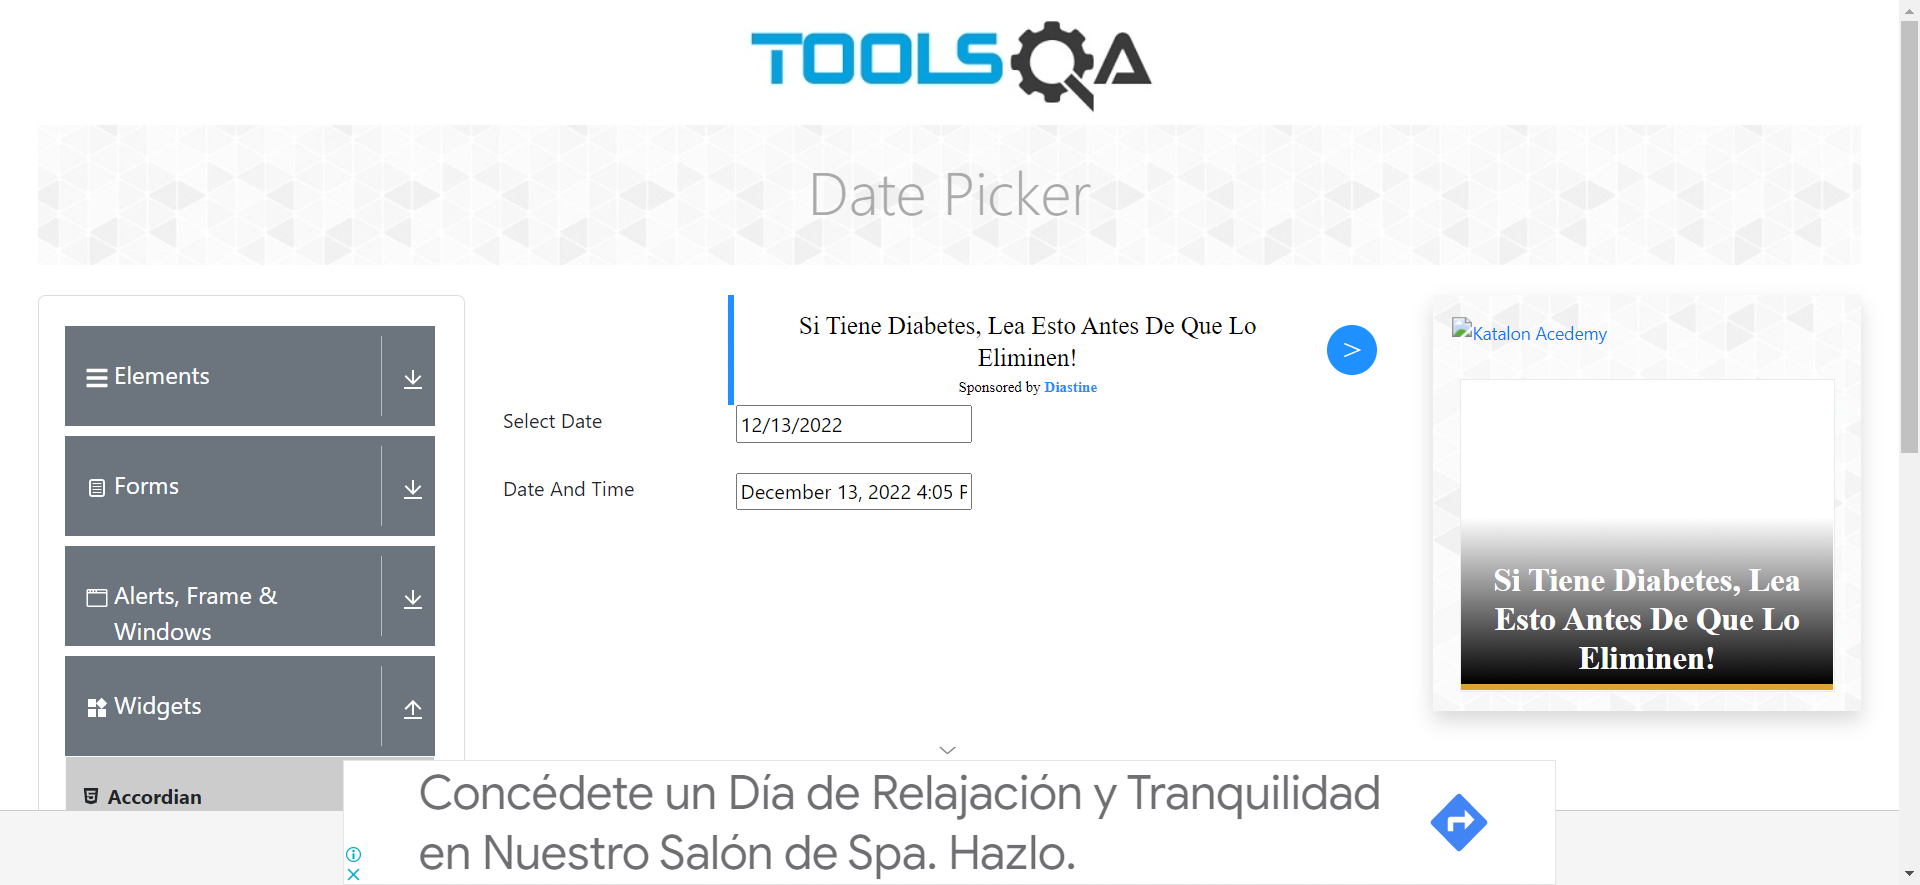 TOOLSQA
Date Picker
Elements
Forms
Alerts, Frame &
Windows
Widgets
Accordian
Si Tiene Diabetes, Lea Esto Antes De Que Lo
Eliminen!
Sponsored by Diastine
>
Select Date
12/13/2022
Date And Time
December 13, 2022 4:05 P
Katalon Acedemy
Si Tiene Diabetes, Lea
Esto Antes De Que Lo
Eliminen!
Concédete un Día de Relajación y Tranquilidad
en Nuestro Salón de Spa. Hazlo.